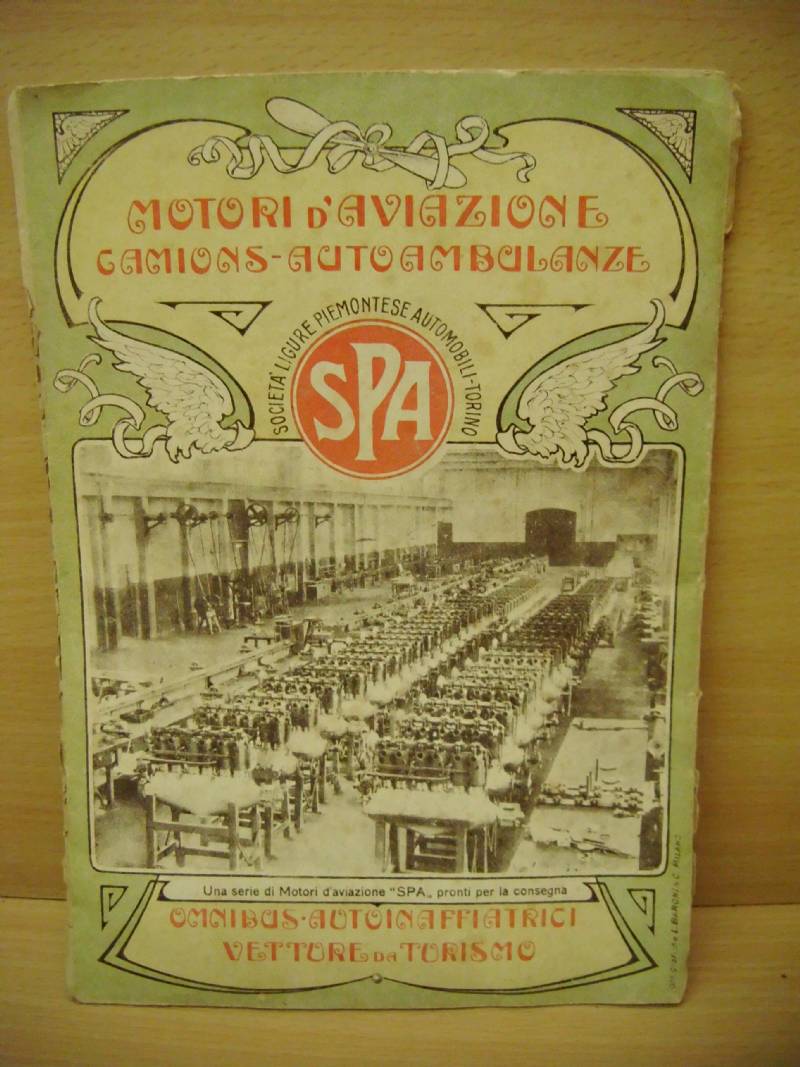 MOTORI D'AVIAZIONE
CAMIONS-AUTOAMBULANZE
SOCIETA' LIGURE PIEMONTESE AUTOMOBILI-TORINO
SPA
Una serie di Motori d'aviazione "SPA„ pronti per la consegna
OMNIBUS·AUTOINAFFIATRICI
VETTURE DA TURISMO
MILANO